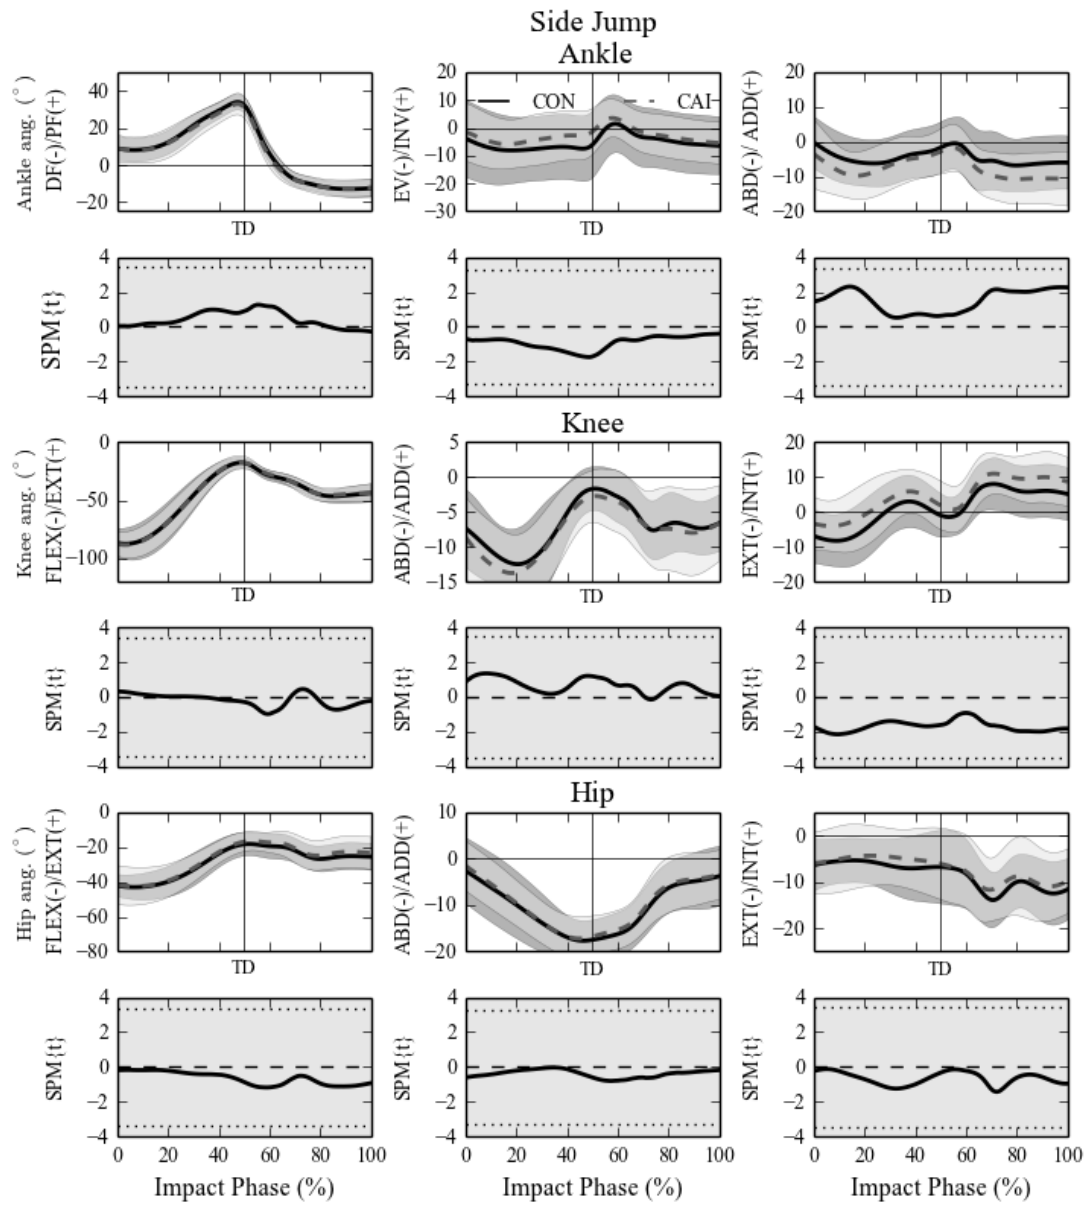 Side Jump
Ankle
Ankle ang. (°)
DF(-)/PF(+)
40
20
0
−20
TD
EV(-)/INV(+)
20
10
0
−10
−20
−30
CON
CAI
TD
ABD(-)/ ADD(+)
20
10
0
−10
−20
TD
SPM{t}
4
2
0
−2
−4
SPM{t}
4
2
0
−2
−4
SPM{t}
4
2
0
−2
−4
Knee
Knee ang. (°)
FLEX(-)/EXT(+)
0
−50
−100
TD
ABD(-)/ADD(+)
5
0
−5
−10
−15
TD
EXT(-)/INT(+)
20
10
0
−10
−20
TD
SPM{t}
4
2
0
−2
−4
SPM{t}
4
2
0
−2
−4
SPM{t}
4
2
0
−2
−4
Hip
Hip ang. (°)
FLEX(-)/EXT(+)
0
−20
−40
−60
−80
TD
ABD(-)/ADD(+)
10
0
−10
−20
TD
EXT(-)/INT(+)
0
−10
−20
TD
SPM{t}
4
2
0
−2
−4
0 20 40 60 80 100
Impact Phase (%)
SPM{t}
4
2
0
−2
−4
0 20 40 60 80 100
Impact Phase (%)
SPM{t}
4
2
0
−2
−4
0 20 40 60 80 100
Impact Phase (%)